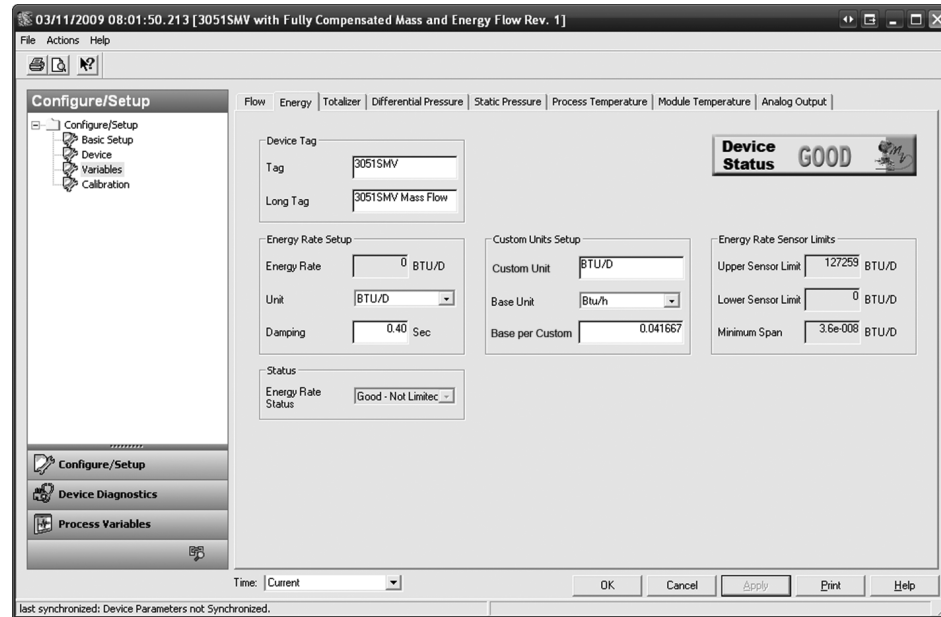 03/11/2009 08:01:50.213 [3051SMV with Fully Compensated Mass and Energy Flow Rev. 1]
File Actions Help
Configure/Setup
Configure/Setup
Basic Setup
Device
Variables
Calibration
Configure/Setup
Device Diagnostics
Process Variables
Flow Energy Totalizer Differential Pressure Static Pressure Process Temperature Module Temperature Analog Output
Device Tag
Tag 3051SMV
Long Tag 3051SMV Mass Flow
Device Status GOOD
Energy Rate Setup
Energy Rate 0 BTU/D
Unit BTU/D
Damping 0.40 Sec
Custom Units Setup
Custom Unit BTU/D
Base Unit Btu/h
Base per Custom 0.041667
Energy Rate Sensor Limits
Upper Sensor Limit 127259 BTU/D
Lower Sensor Limit 0 BTU/D
Minimum Span 3.6e-008 BTU/D
Status
Energy Rate Status Good - Not Limitec
Time: Current
OK Cancel Apply Print Help
last synchronized: Device Parameters not Synchronized.